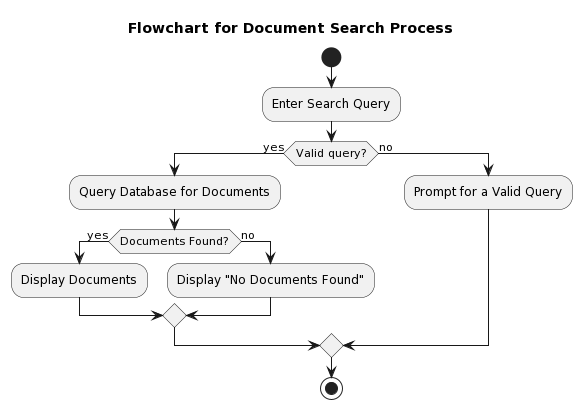 Flowchart for Document Search Process
Enter Search Query
yes
Valid query?
no
Query Database for Documents
Prompt for a Valid Query
yes
Documents Found?
no
Display Documents
Display "No Documents Found"